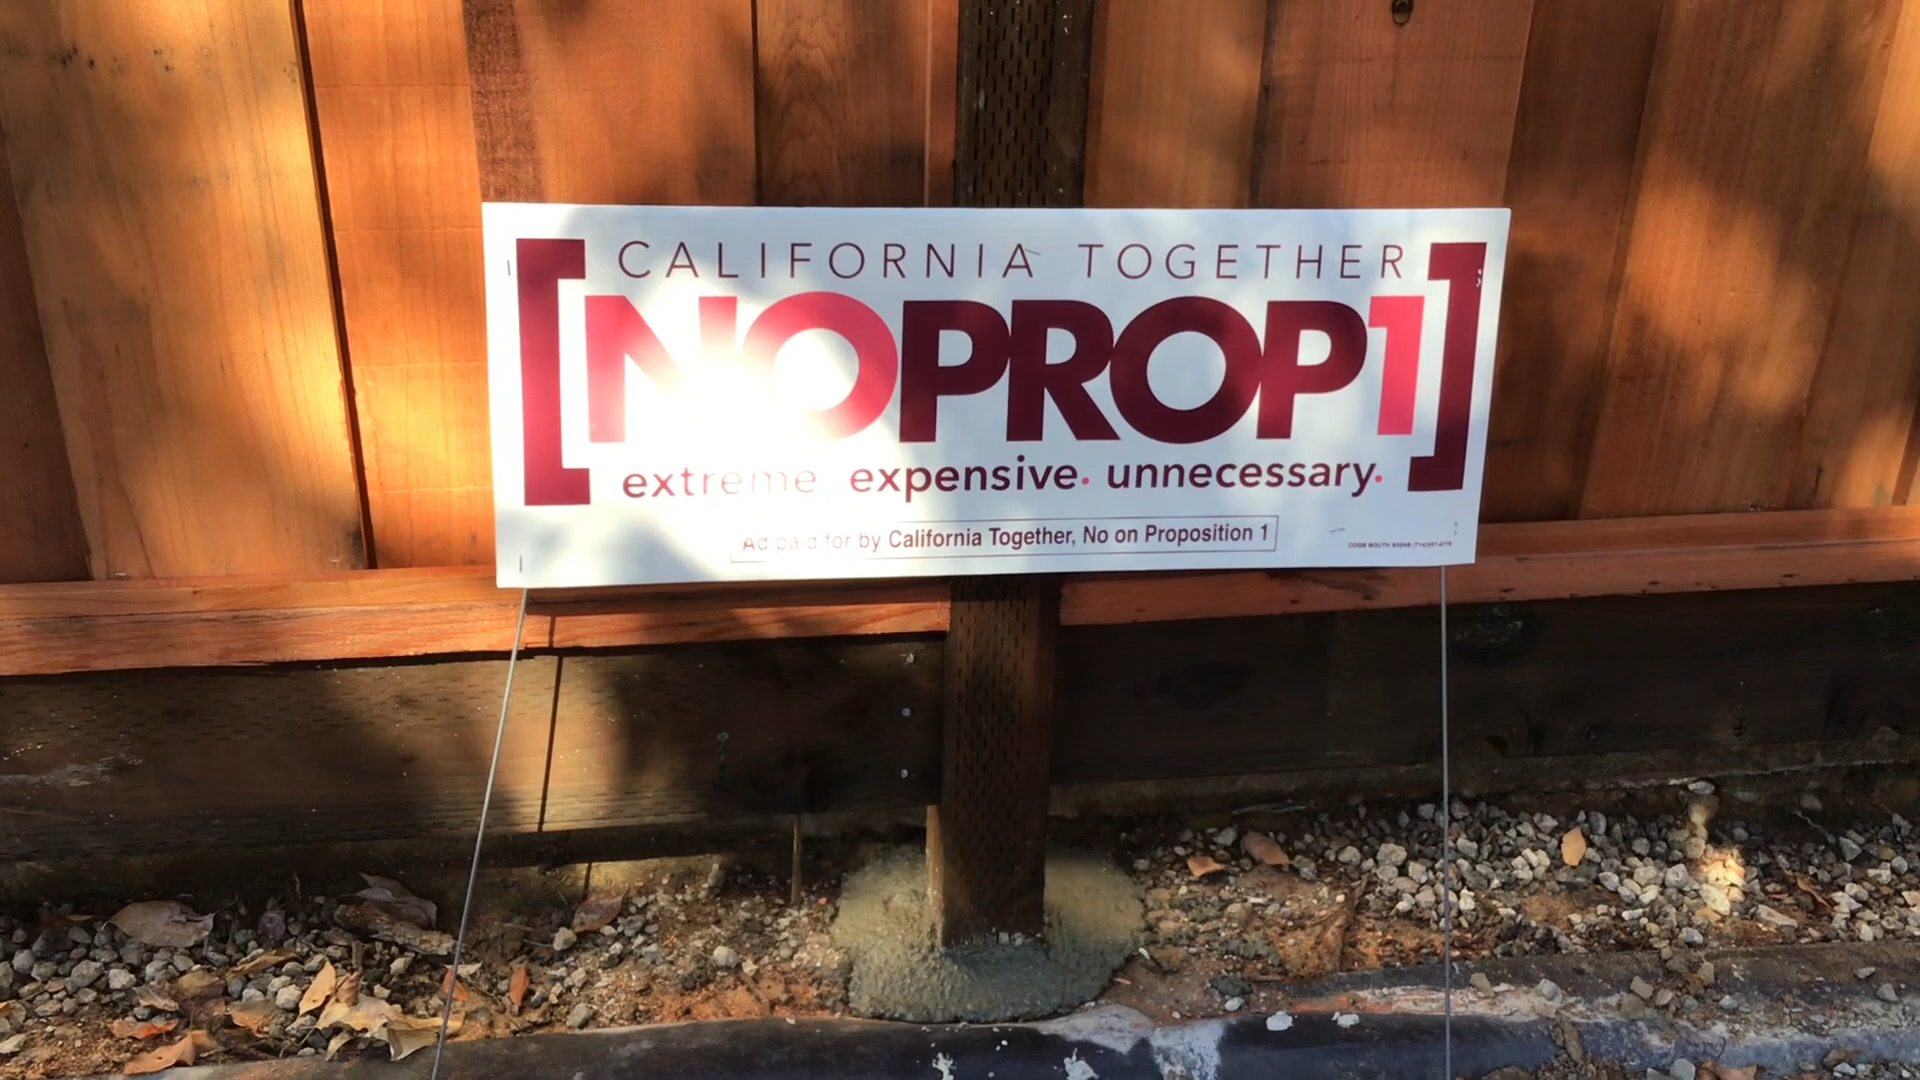 CALIFORNIA TOGETHER
[NOPROP1]
extreme expensive. unnecessary.
Ad paid for by California Together, No on Proposition 1